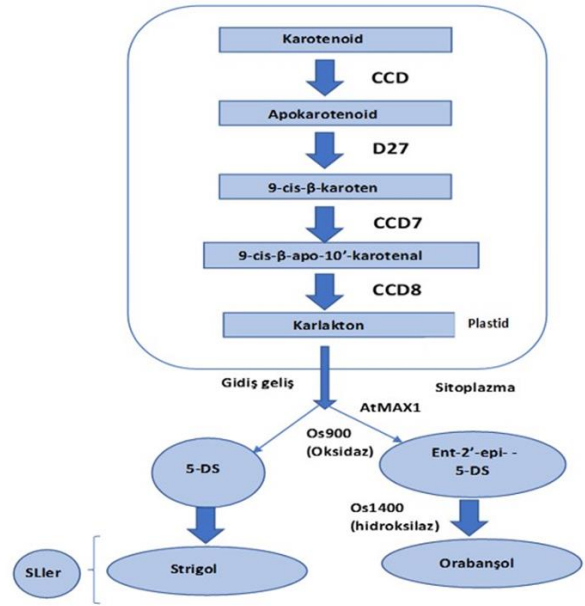 Karotenoid
CCD
Apokarotenoid
D27
9-cis-β-karoten
CCD7
9-cis-β-apo-10’-karotenal
CCD8
Karlakton
Plastid
Gidiş geliş
Sitoplazma
AtMAX1
Os900
(Oksidaz)
5-DS
Ent-2’-epi- -
5-DS
Os1400
(hidroksilaz)
SLler
Strigol
Orabanşol